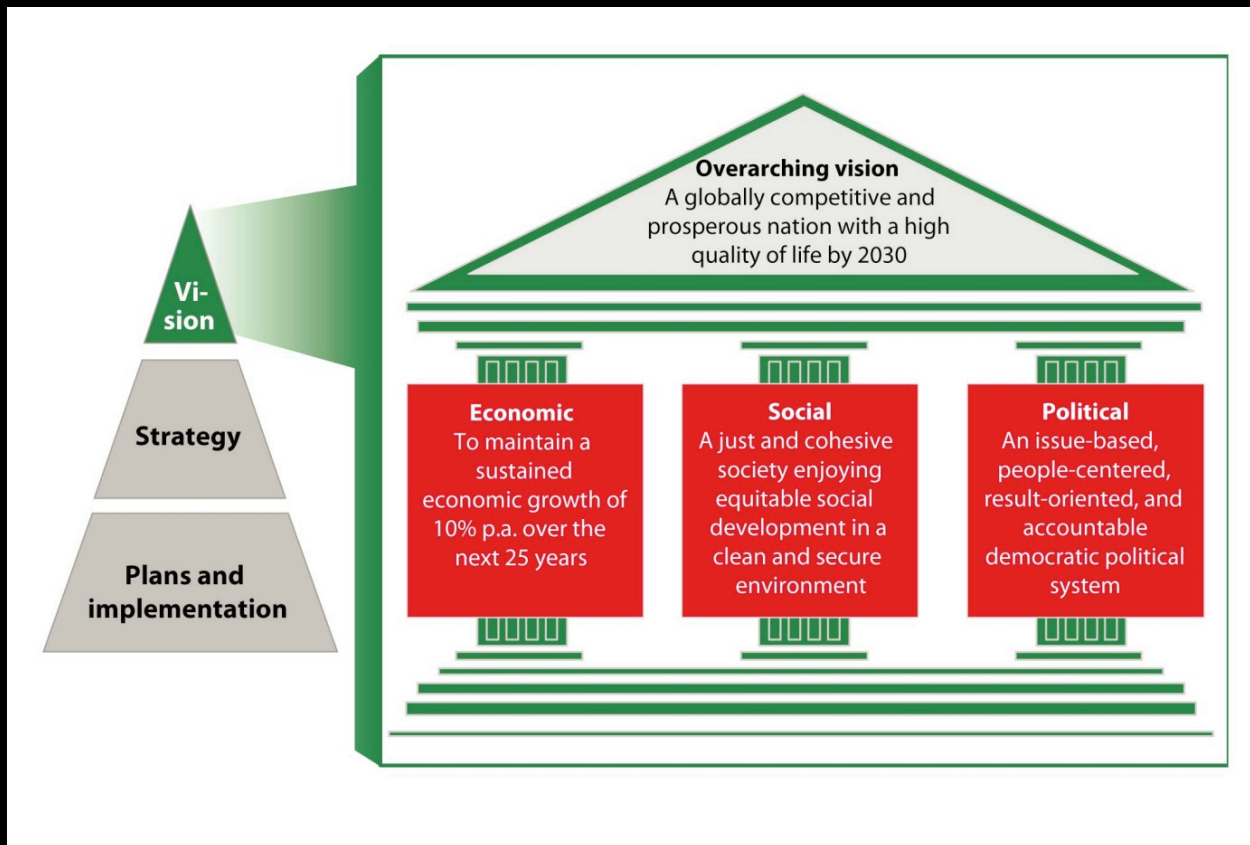 Vi-
sion
Strategy
Plans and
implementation
Overarching vision
A globally competitive and
prosperous nation with a high
quality of life by 2030
Economic
To maintain a
sustained
economic growth of
10% p.a. over the
next 25 years
Social
A just and cohesive
society enjoying
equitable social
development in a
clean and secure
environment
Political
An issue-based,
people-centered,
result-oriented, and
accountable
democratic political
system